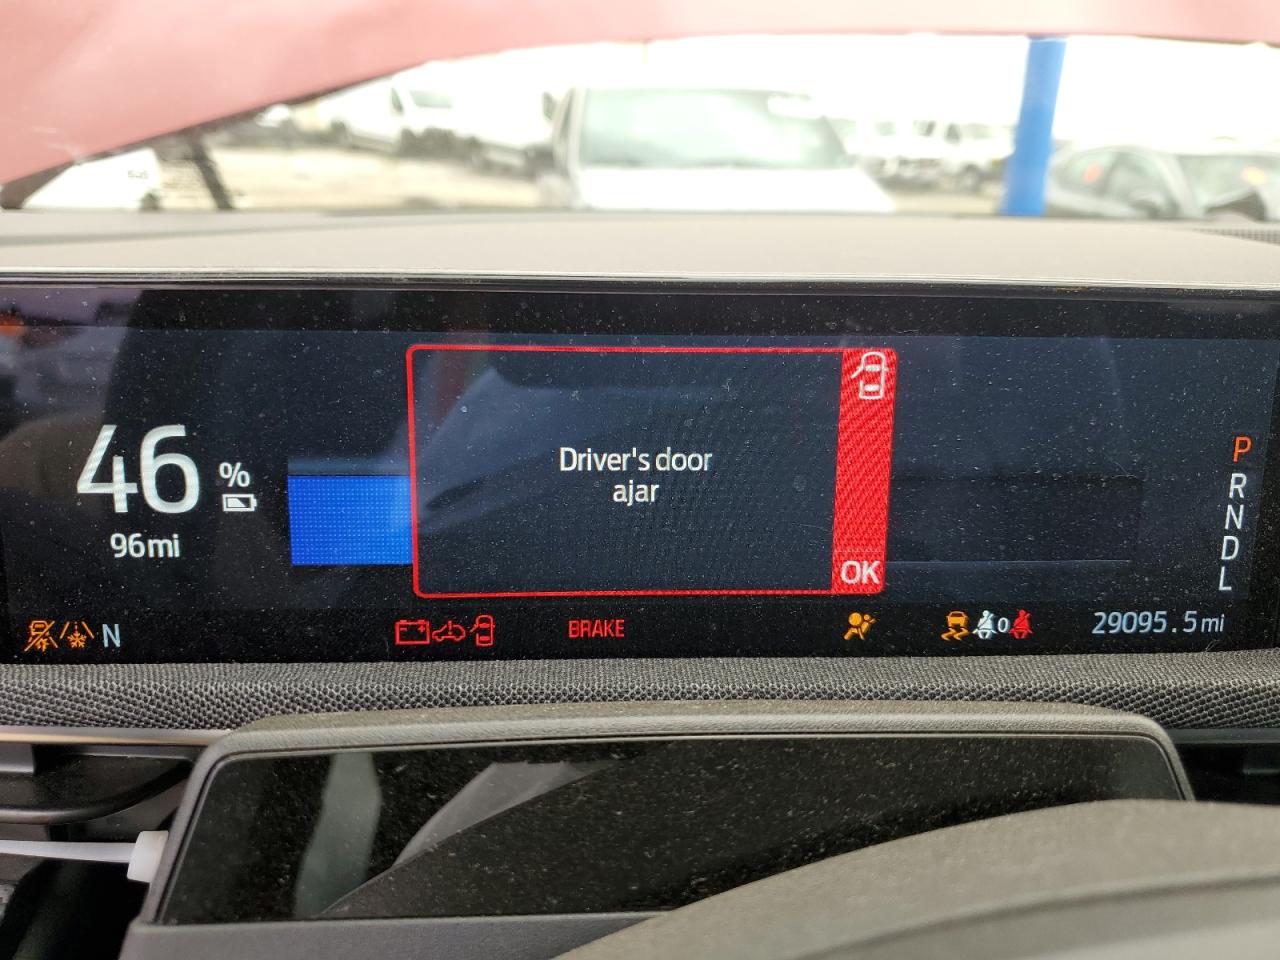 46 %
96mi
Driver's door
ajar
OK
P
R
N
D
L
N
BRAKE
0
29095.5mi